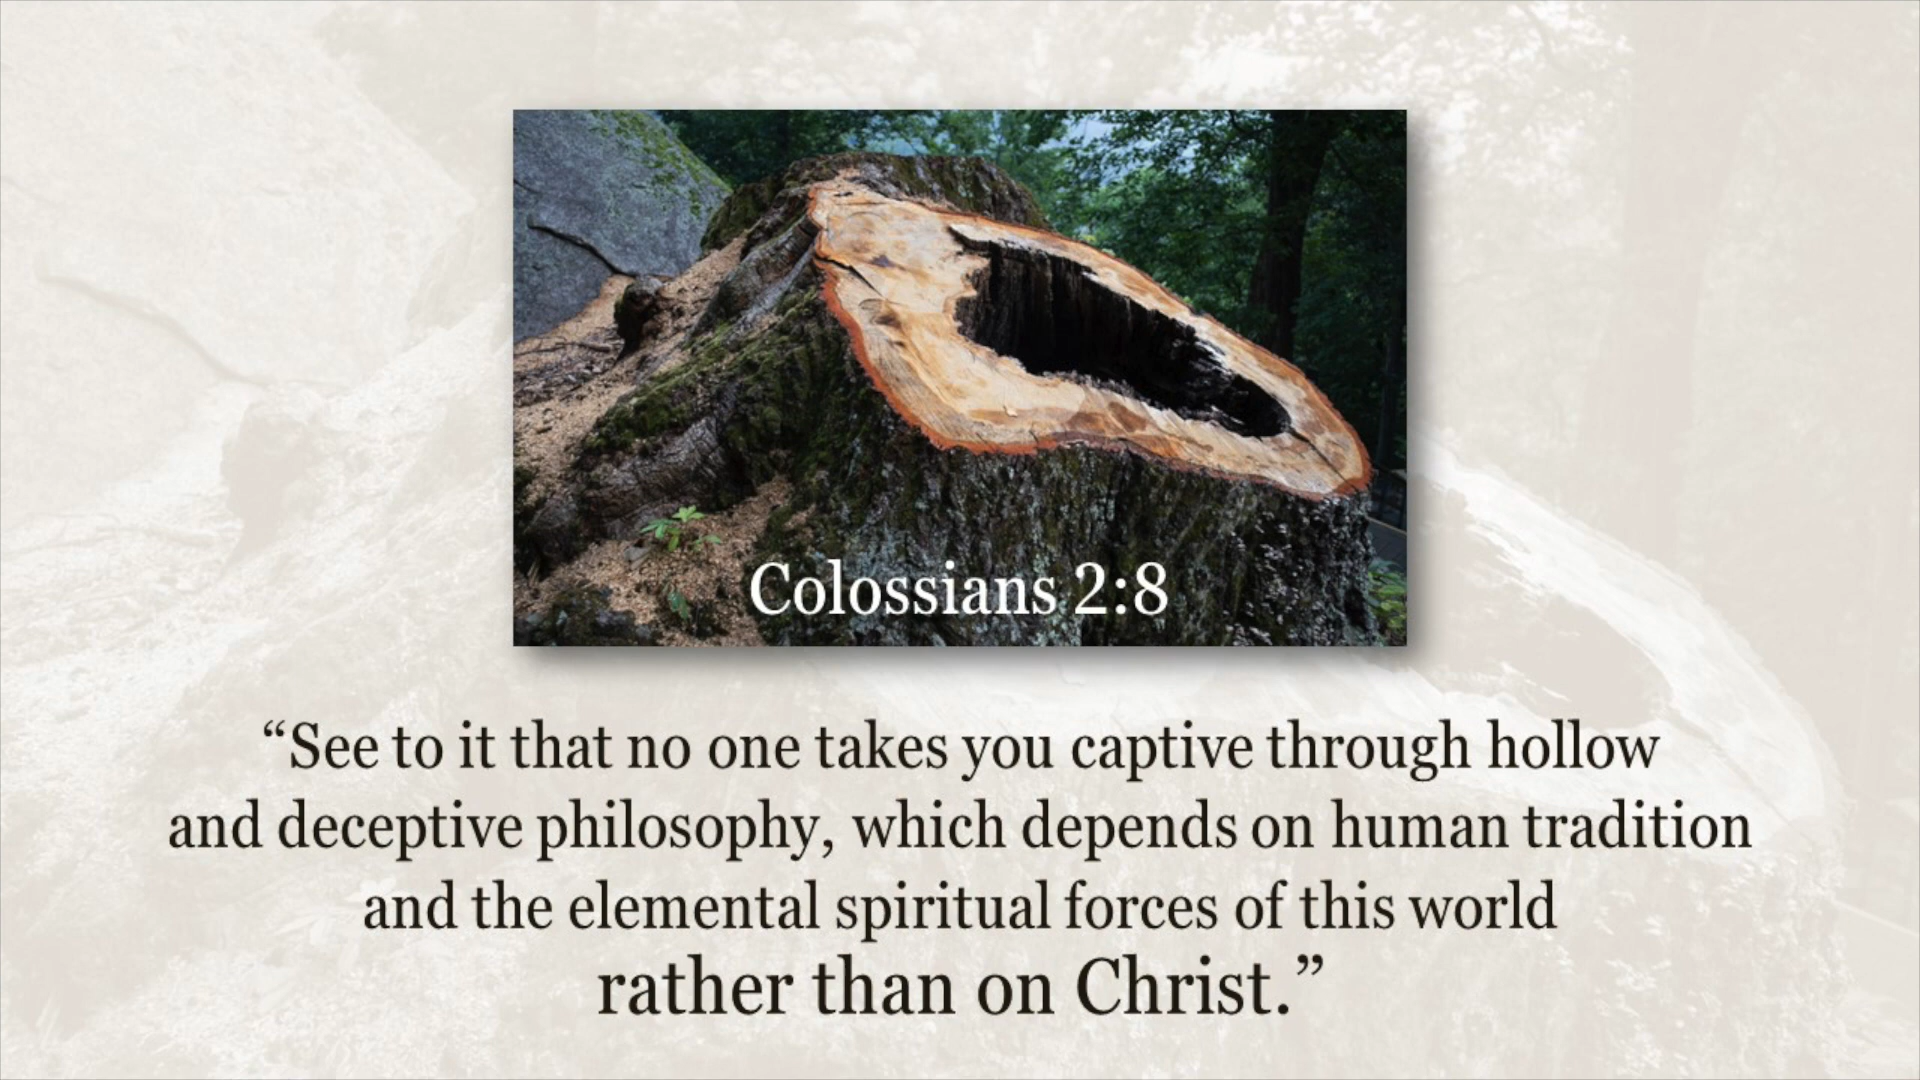 Colossians 2:8
“See to it that no one takes you captive through hollow
and deceptive philosophy, which depends on human tradition
and the elemental spiritual forces of this world
rather than on Christ.”